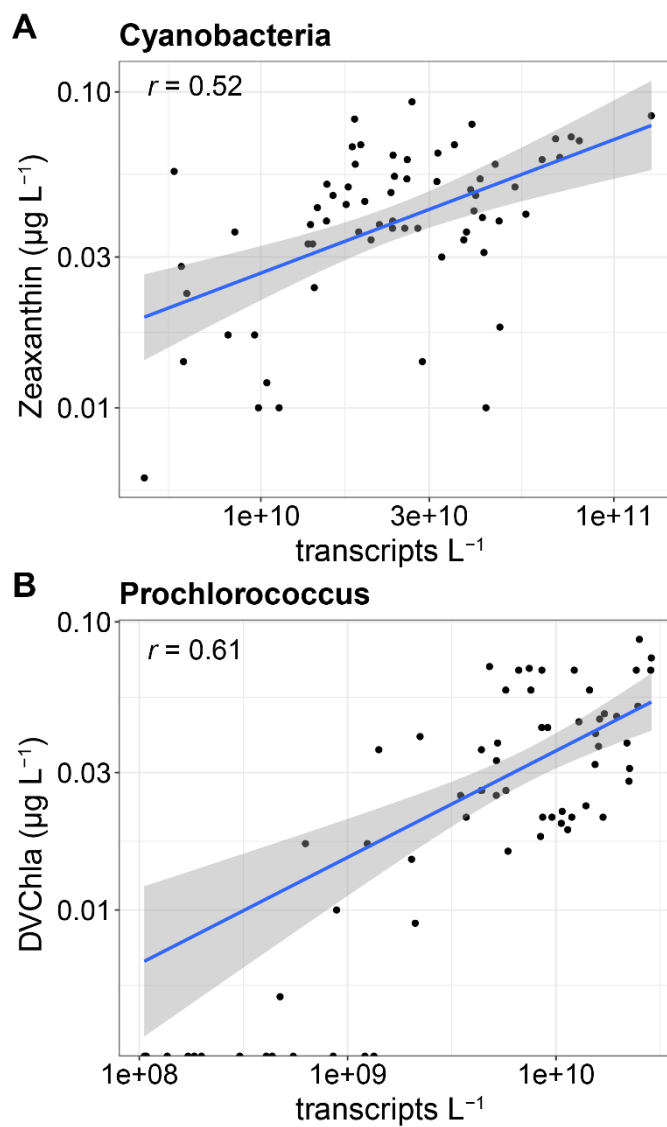 A
Cyanobacteria
r = 0.52
0.10
0.03
0.01
Zeaxanthin (µg L⁻¹)
1e+10 3e+10 1e+11
transcripts L⁻¹
B
Prochlorococcus
r = 0.61
0.10
0.03
0.01
DVChla (µg L⁻¹)
1e+08 1e+09 1e+10
transcripts L⁻¹